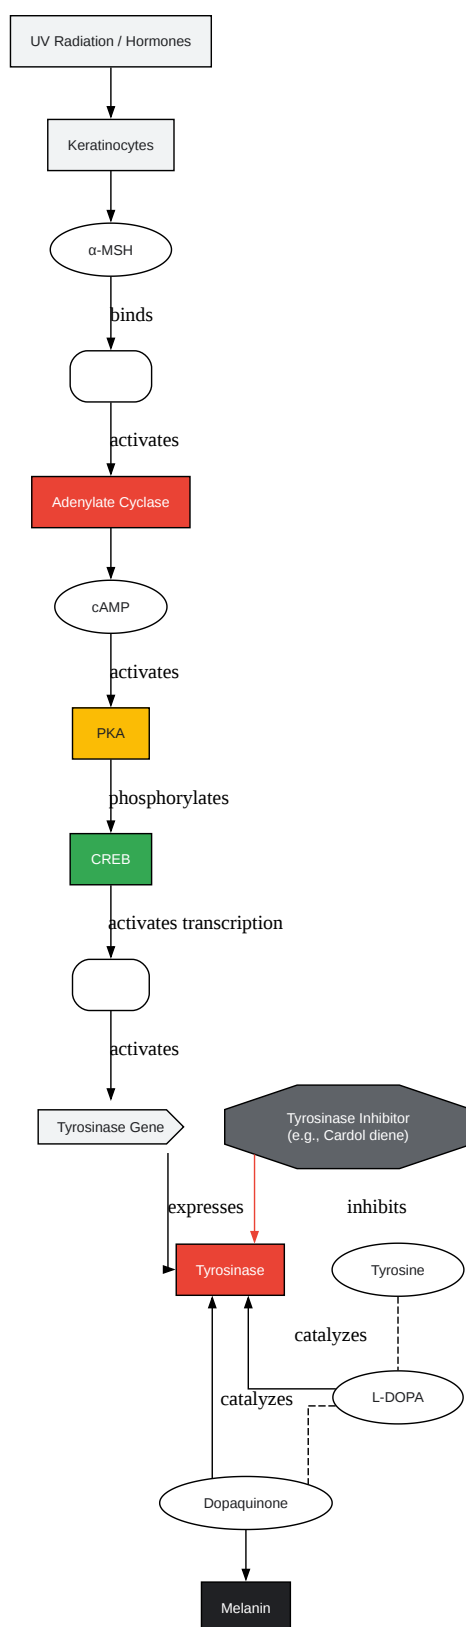 UV Radiation / Hormones
Keratinocytes
α-MSH
binds
activates
Adenylate Cyclase
cAMP
activates
PKA
phosphorylates
CREB
activates transcription
activates
Tyrosinase Gene
Tyrosinase Inhibitor
(e.g., Cardol diene)
expresses
inhibits
Tyrosinase
Tyrosine
catalyzes
catalyzes
L-DOPA
Dopaquinone
Melanin